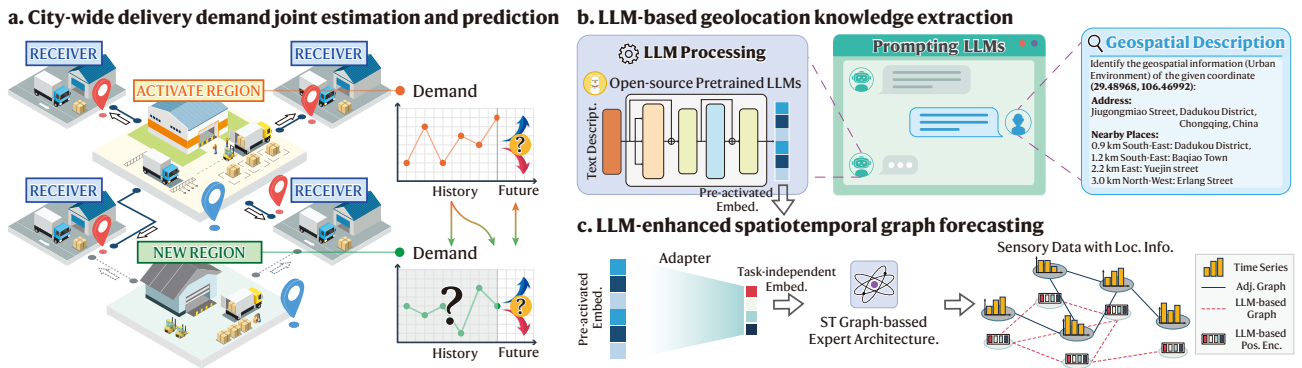 a. City-wide delivery demand joint estimation and prediction
RECEIVER
RECEIVER
ACTIVATE REGION
Demand
?
History
Future
RECEIVER
RECEIVER
NEW REGION
Demand
?
?
History
Future
b. LLM-based geolocation knowledge extraction
LLM Processing
Open-source Pretrained LLMs
Text Descript.
Pre-activated
Embed.
Prompting LLMs
Geospatial Description
Identify the geospatial information (Urban
Environment) of the given coordinate
(29.48968, 106.46992):
Address:
Jiugongmiao Street, Dadukou District,
Chongqing, China
Nearby Places:
0.9 km South-East: Dadukou District,
1.2 km South-East: Baqiao Town
2.2 km East: Yuejin street
3.0 km North-West: Erlang Street
c. LLM-enhanced spatiotemporal graph forecasting
Pre-activated
Embed.
Adapter
Task-independent
Embed.
ST Graph-bassed
Expert Architecture.
Sensory Data with Loc. Info.
Time Series
Adj. Graph
LLM-based
Graph
LLM-based
Pos. Enc.